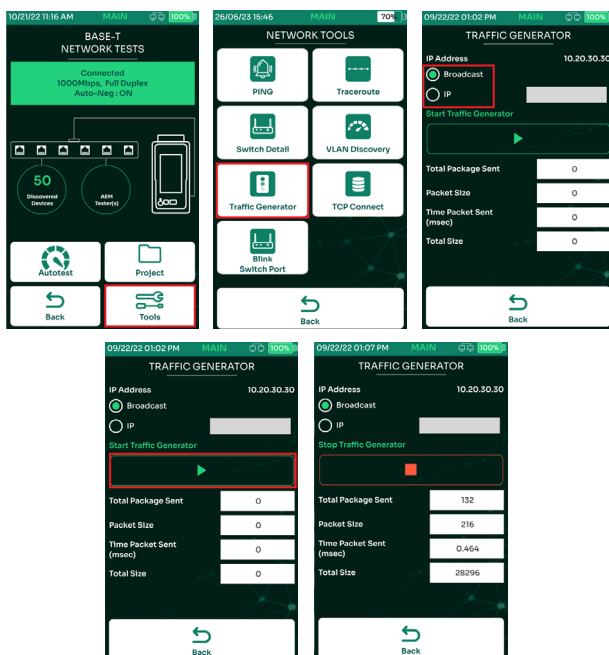 10/21/22 11:16 AM MAIN 100%
BASE-T
NETWORK TESTS
Connected
1000Mbps, Full Duplex
Auto-Neg : ON
50
Discovered
Devices
AEM
Tester(s)
Autotest
Project
Back
Tools
26/06/23 15:46 MAIN 70%
NETWORK TOOLS
PING
Traceroute
Switch Detail
VLAN Discovery
Traffic Generator
TCP Connect
Blink
Switch Port
Back
09/22/22 01:02 PM MAIN 100%
TRAFFIC GENERATOR
IP Address 10.20.30.30
Broadcast
IP
Start Traffic Generator
Total Package Sent 0
Packet Size 0
Time Packet Sent
(msec) 0
Total Size 0
Back
09/22/22 01:02 PM MAIN 100%
TRAFFIC GENERATOR
IP Address 10.20.30.30
Broadcast
IP
Start Traffic Generator
Total Package Sent 0
Packet Size 0
Time Packet Sent
(msec) 0
Total Size 0
Back
09/22/22 01:07 PM MAIN 100%
TRAFFIC GENERATOR
IP Address 10.20.30.30
Broadcast
IP
Stop Traffic Generator
Total Package Sent 132
Packet Size 216
Time Packet Sent
(msec) 0.464
Total Size 28296
Back